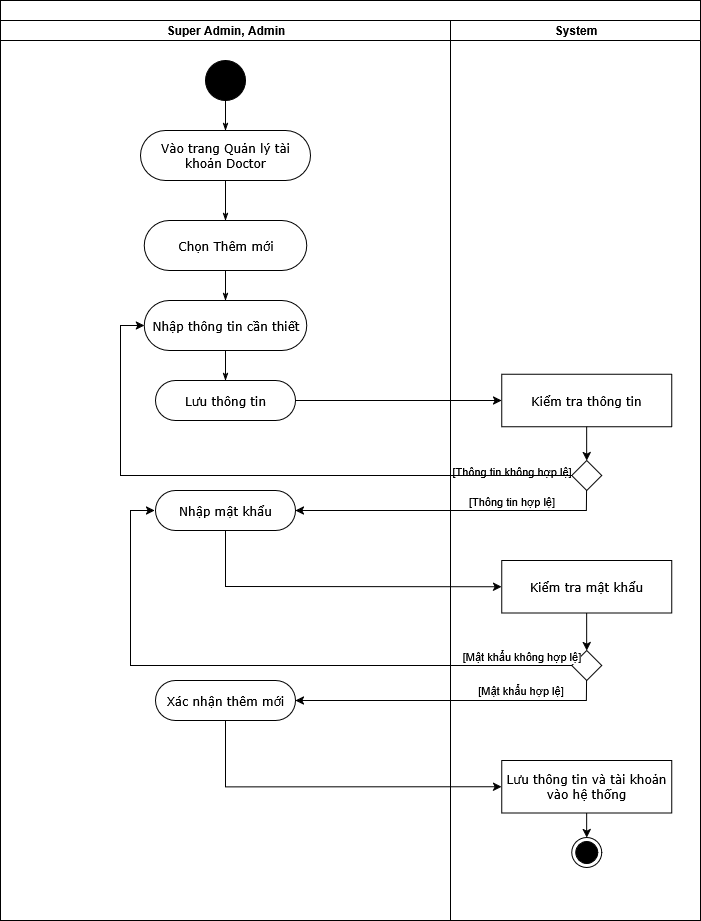 Super Admin, Admin
System
Vào trang Quản lý tài
khoản Doctor
Chọn Thêm mới
Nhập thông tin cần thiết
Lưu thông tin
Kiểm tra thông tin
[Thông tin không hợp lệ]
[Thông tin hợp lệ]
Nhập mật khẩu
Kiểm tra mật khẩu
[Mật khẩu không hợp lệ]
[Mật khẩu hợp lệ]
Xác nhận thêm mới
Lưu thông tin và tài khoản
vào hệ thống